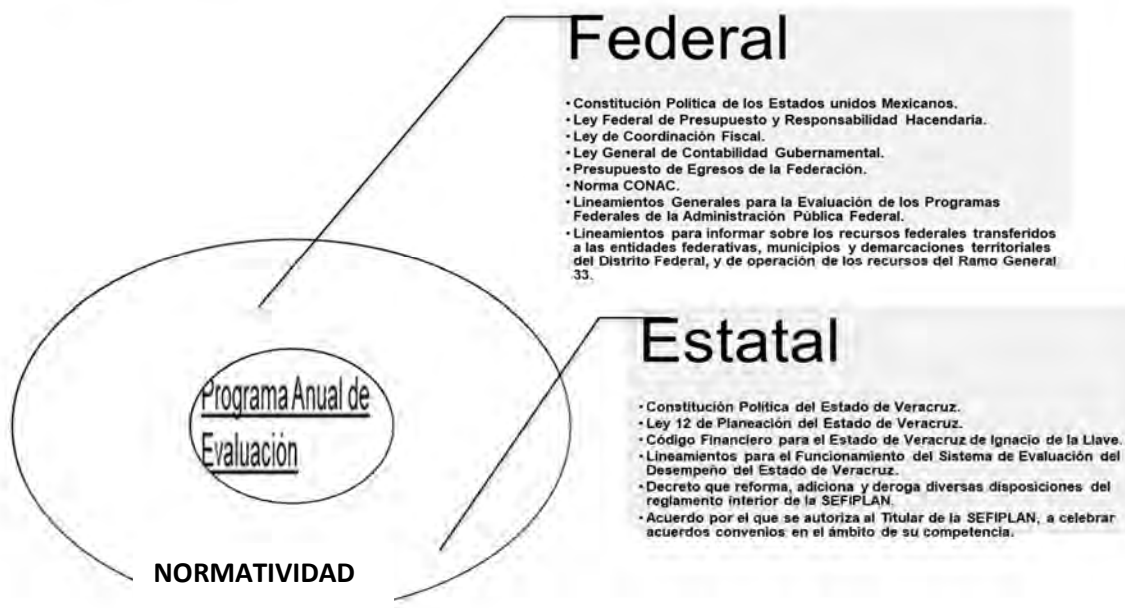 Federal
• Constitución Política de los Estados unidos Mexicanos.
• Ley Federal de Presupuesto y Responsabilidad Hacendaria.
• Ley de Coordinación Fiscal.
• Ley General de Contabilidad Gubernamental.
• Presupuesto de Egresos de la Federación.
• Norma CONAC.
• Lineamientos Generales para la Evaluación de los Programas
Federales de la Administración Pública Federal.
• Lineamientos para informar sobre los recursos federales transferidos
a las entidades federativas, municipios y demarcaciones territoriales
del Distrito Federal, y de operación de los recursos del Ramo General
33.
Estatal
• Constitución Política del Estado de Veracruz.
• Ley 12 de Planeación del Estado de Veracruz.
• Código Financiero para el Estado de Veracruz de Ignacio de la Llave.
• Lineamientos para el Funcionamiento del Sistema de Evaluación del
Desempeño del Estado de Veracruz.
• Decreto que reforma, adiciona y deroga diversas disposiciones del
reglamento interior de la SEFIPLAN.
• Acuerdo por el que se autoriza al Titular de la SEFIPLAN, a celebrar
acuerdos convenios en el ámbito de su competencia.
Programa Anual de
Evaluación
NORMATIVIDAD